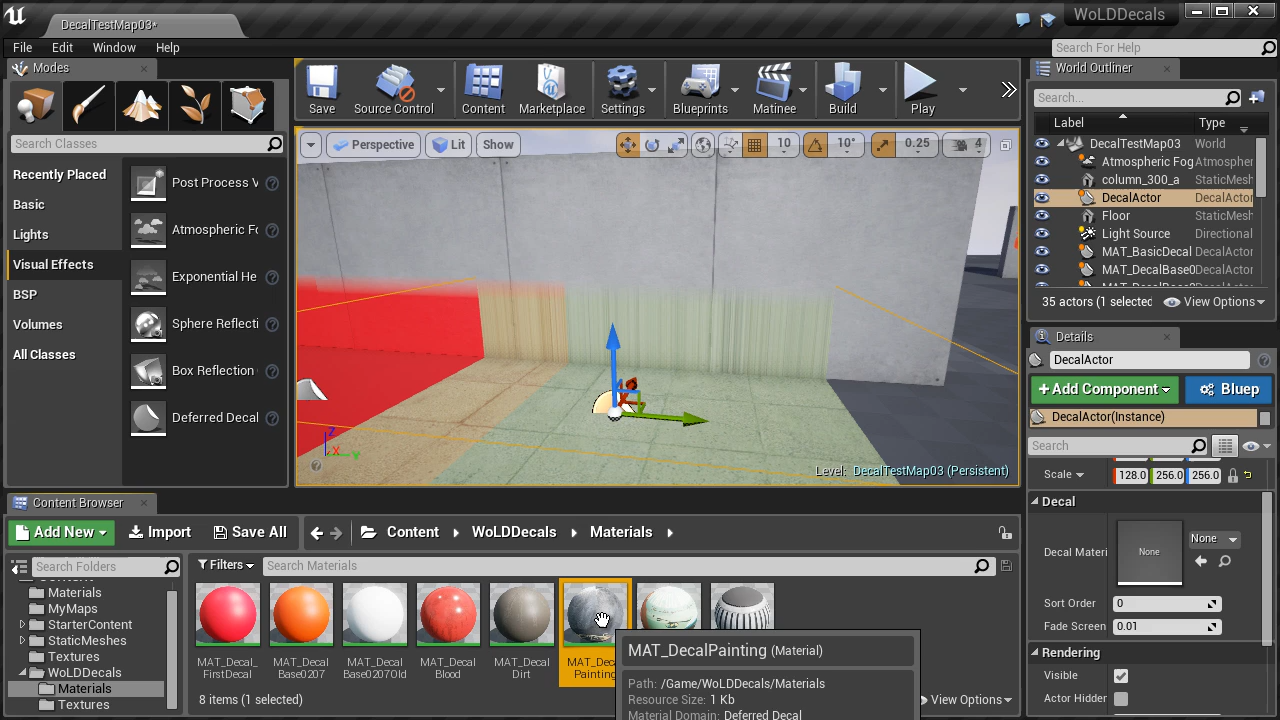 DecalTestMap03*
WoLDDecals
File Edit Window Help
Search For Help
Modes
Search Classes
Recently Placed
Basic
Lights
Visual Effects
BSP
Volumes
All Classes
Post Process V
Atmospheric Fo
Exponential He
Sphere Reflecti
Box Reflection
Deferred Decal
Save Source Control Content Marketplace Settings Blueprints Matinee Build Play
Perspective Lit Show 10 10° 0.25 4
Level: DecalTestMap03 (Persistent)
World Outliner
Search...
Label Type
DecalTestMap03 World
Atmospheric Fog Atmospher
column_300_a StaticMesh
DecalActor DecalActor
Floor StaticMesh
Light Source Directional
MAT_BasicDecal DecalActor
MAT_DecalBase0 DecalActor
35 actors (1 selected View Options
Details
DecalActor
+Add Component Bluep
DecalActor(Instance)
Search
Scale 128.0 256.0 256.0
Decal
Decal Materi None None
Sort Order 0
Fade Screen 0.01
Rendering
Visible
Actor Hidden
Content Browser
Add New Import Save All Content WoLDDecals Materials
Search Folders
Filters Search Materials
Materials
MyMaps
StarterContent
StaticMeshes
Textures
WoLDDecals
Materials
Textures
MAT_Decal_
FirstDecal
MAT_Decal
Base0207
MAT_Decal
Base0207Old
MAT_Decal
Blood
MAT_Decal
Dirt
MAT_Deca
Painting
8 items (1 selected) View Options
MAT_DecalPainting (Material)
Path: /Game/WoLDDecals/Materials
Resource Size: 1 Kb
Material Domain: Deferred Decal